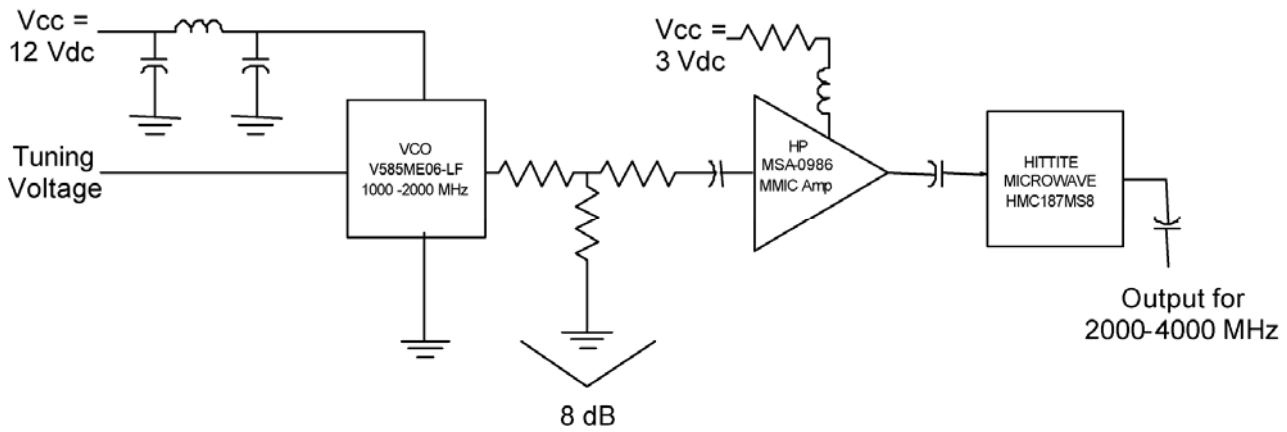 Vcc =
12 Vdc
Tuning
Voltage
VCO
V585ME06-LF
1000 -2000 MHz
8 dB
Vcc =
3 Vdc
HP
MSA-0986
MMIC Amp
HITTITE
MICROWAVE
HMC187MS8
Output for
2000-4000 MHz